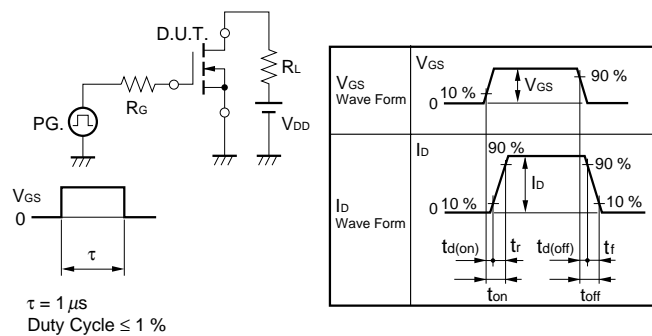 D.U.T.
RL
RG
PG.
VDD
VGS
0
τ
τ = 1 μs
Duty Cycle ≤ 1 %
VGS
Wave Form
VGS
10 %
0
VGS
90 %
ID
Wave Form
ID
90 %
90 %
0 10 %
ID
10 %
td(on) tr td(off) tf
ton toff